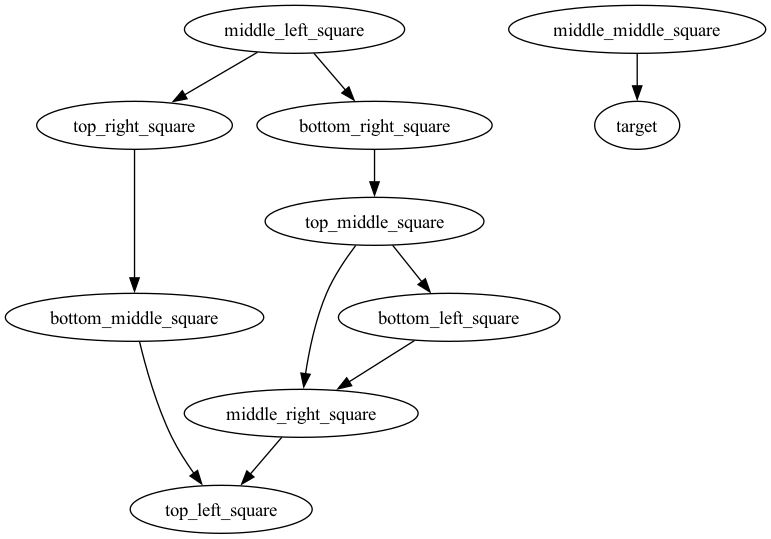 middle_left_square
middle_middle_square
top_right_square
bottom_right_square
target
top_middle_square
bottom_middle_square
bottom_left_square
middle_right_square
top_left_square